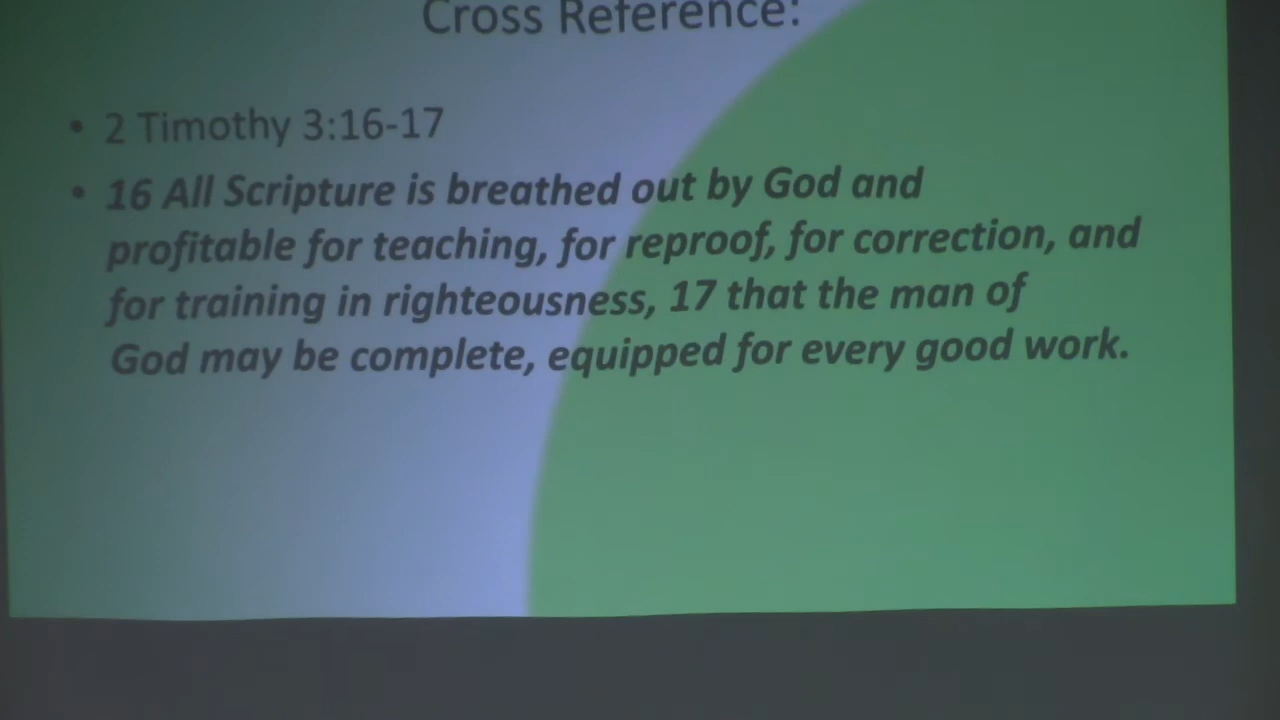 Cross Reference:
• 2 Timothy 3:16-17
• 16 All Scripture is breathed out by God and
profitable for teaching, for reproof, for correction, and
for training in righteousness, 17 that the man of
God may be complete, equipped for every good work.